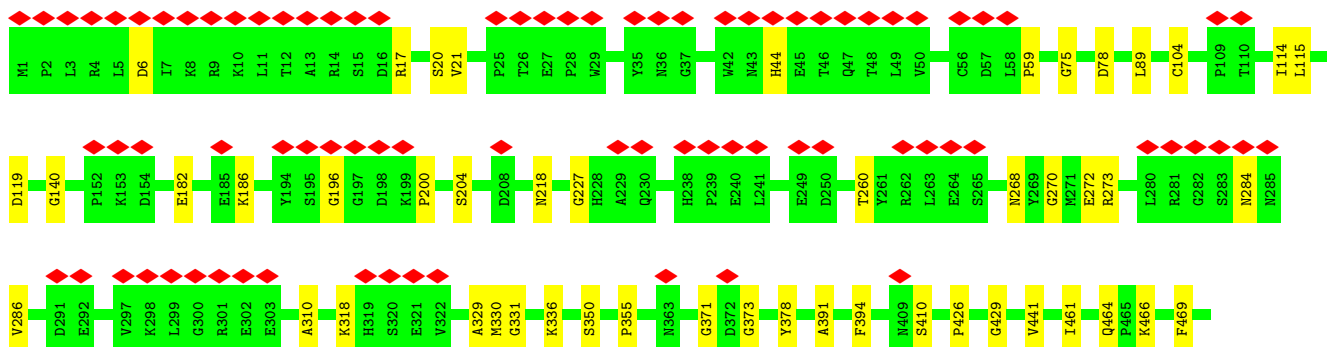 M1 P2 L3 R4 L5 D6 I7 K8 R9 K10 L11 T12 A13 R14 S15 D16 R17 S20 V21 P25 T26 E27 P28 W29 Y35 N36 G37 W42 N43 H44 E45 T46 Q47 T48 L49 V50 C56 D57 L58 P59 G75 D78 L89 C104 P109 T110 I114 L115
D119 G140 P152 K153 D154 E182 E185 K186 Y194 S195 G196 G197 D198 K199 P200 S204 D208 N218 G227 H228 A229 Q230 H238 P239 E240 L241 E249 D250 T260 Y261 R262 L263 E264 S265 N268 Y269 G270 M271 E272 R273 L280 R281 G282 S283 N284 N285
V286 D291 E292 V297 K298 L299 G300 R301 E302 E303 A310 K318 H319 S320 E321 V322 A329 M330 G331 K336 S350 P355 N363 G371 D372 G373 Y378 A391 F394 N409 S410 P426 G429 V441 I461 Q464 P465 K466 F469